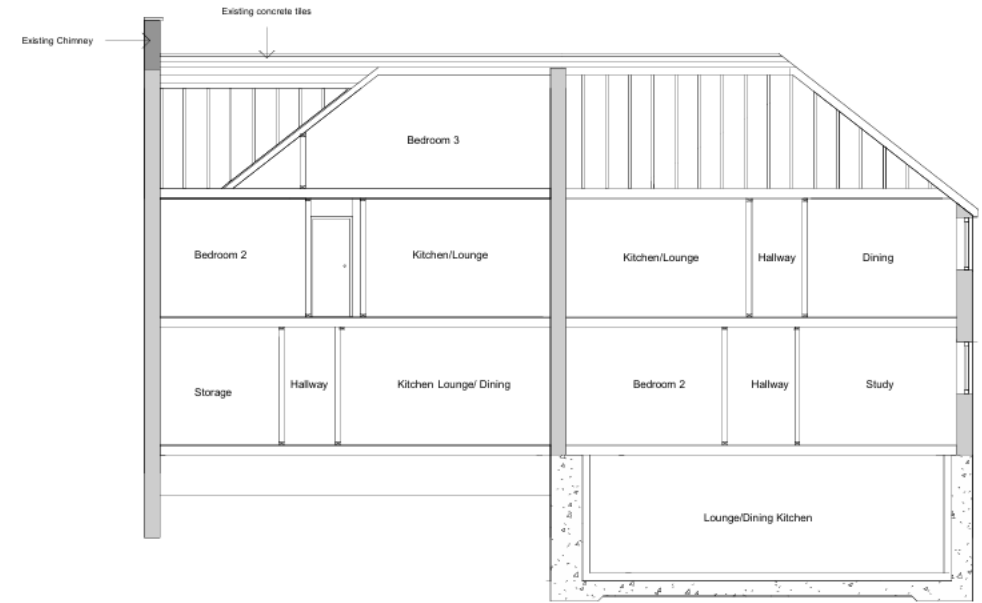 Existing concrete tiles
Existing Chimney
Bedroom 3
Bedroom 2
Kitchen/Lounge
Kitchen/Lounge
Hallway
Dining
Storage
Hallway
Kitchen Lounge/ Dining
Bedroom 2
Hallway
Study
Lounge/Dining Kitchen